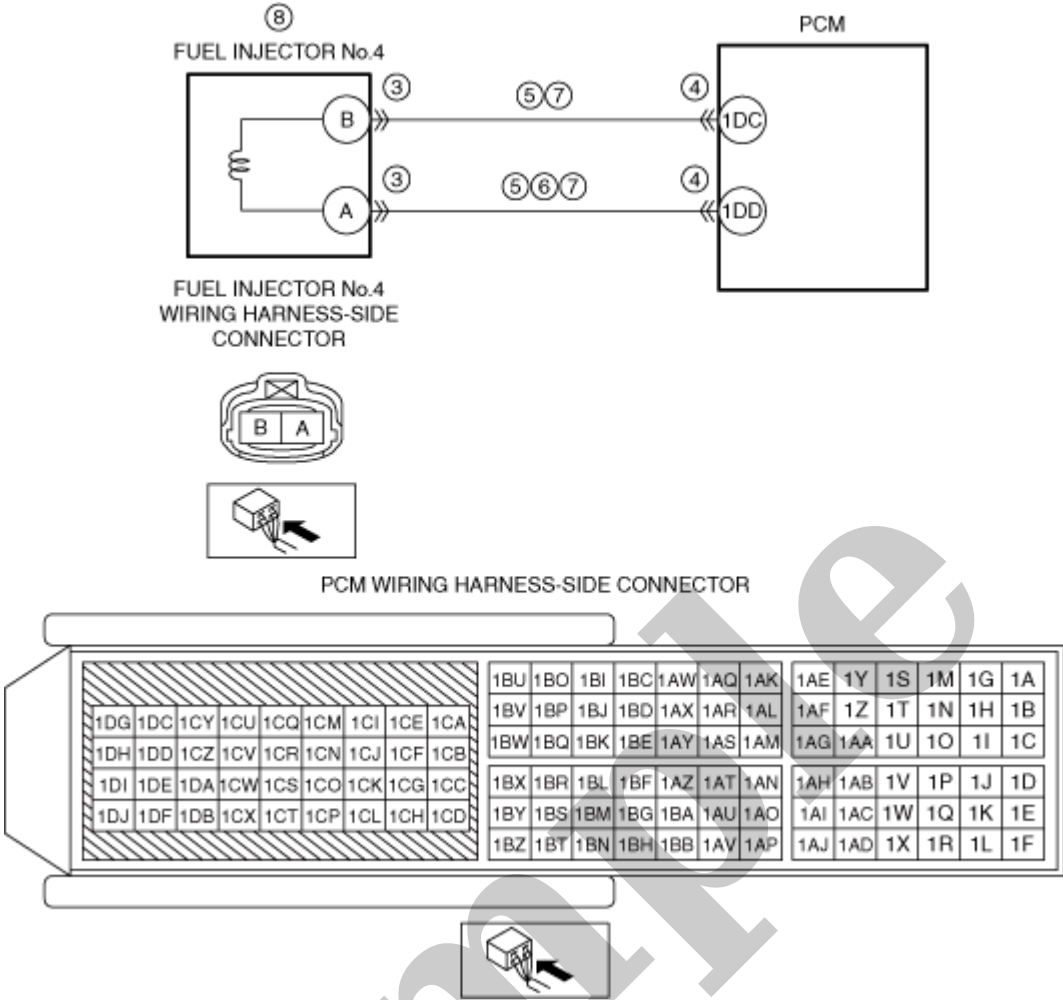 ⑧
FUEL INJECTOR No.4
PCM
③ ⑤⑦ ④
B 1DC
③ ⑤⑥⑦ ④
A 1DD
FUEL INJECTOR No.4
WIRING HARNESS-SIDE
CONNECTOR
B A
PCM WIRING HARNESS-SIDE CONNECTOR
1BU 1BO 1BI 1BC 1AW 1AQ 1AK 1AE 1Y 1S 1M 1G 1A
1DG 1DC 1CY 1CU 1CQ 1CM 1CI 1CE 1CA 1BV 1BP 1BJ 1BD 1AX 1AR 1AL 1AF 1Z 1T 1N 1H 1B
1DH 1DD 1CZ 1CV 1CR 1CN 1CJ 1CF 1CB 1BW 1BQ 1BK 1BE 1AY 1AS 1AM 1AG 1AA 1U 1O 1I 1C
1DI 1DE 1DA 1CW 1CS 1CO 1CK 1CG 1CC 1BX 1BR 1BL 1BF 1AZ 1AT 1AN 1AH 1AB 1V 1P 1J 1D
1DJ 1DF 1DB 1CX 1CT 1CP 1CL 1CH 1CD 1BY 1BS 1BM 1BG 1BA 1AU 1AO 1AI 1AC 1W 1Q 1K 1E
1BZ 1BT 1BN 1BH 1BB 1AV 1AP 1AJ 1AD 1X 1R 1L 1F
mple